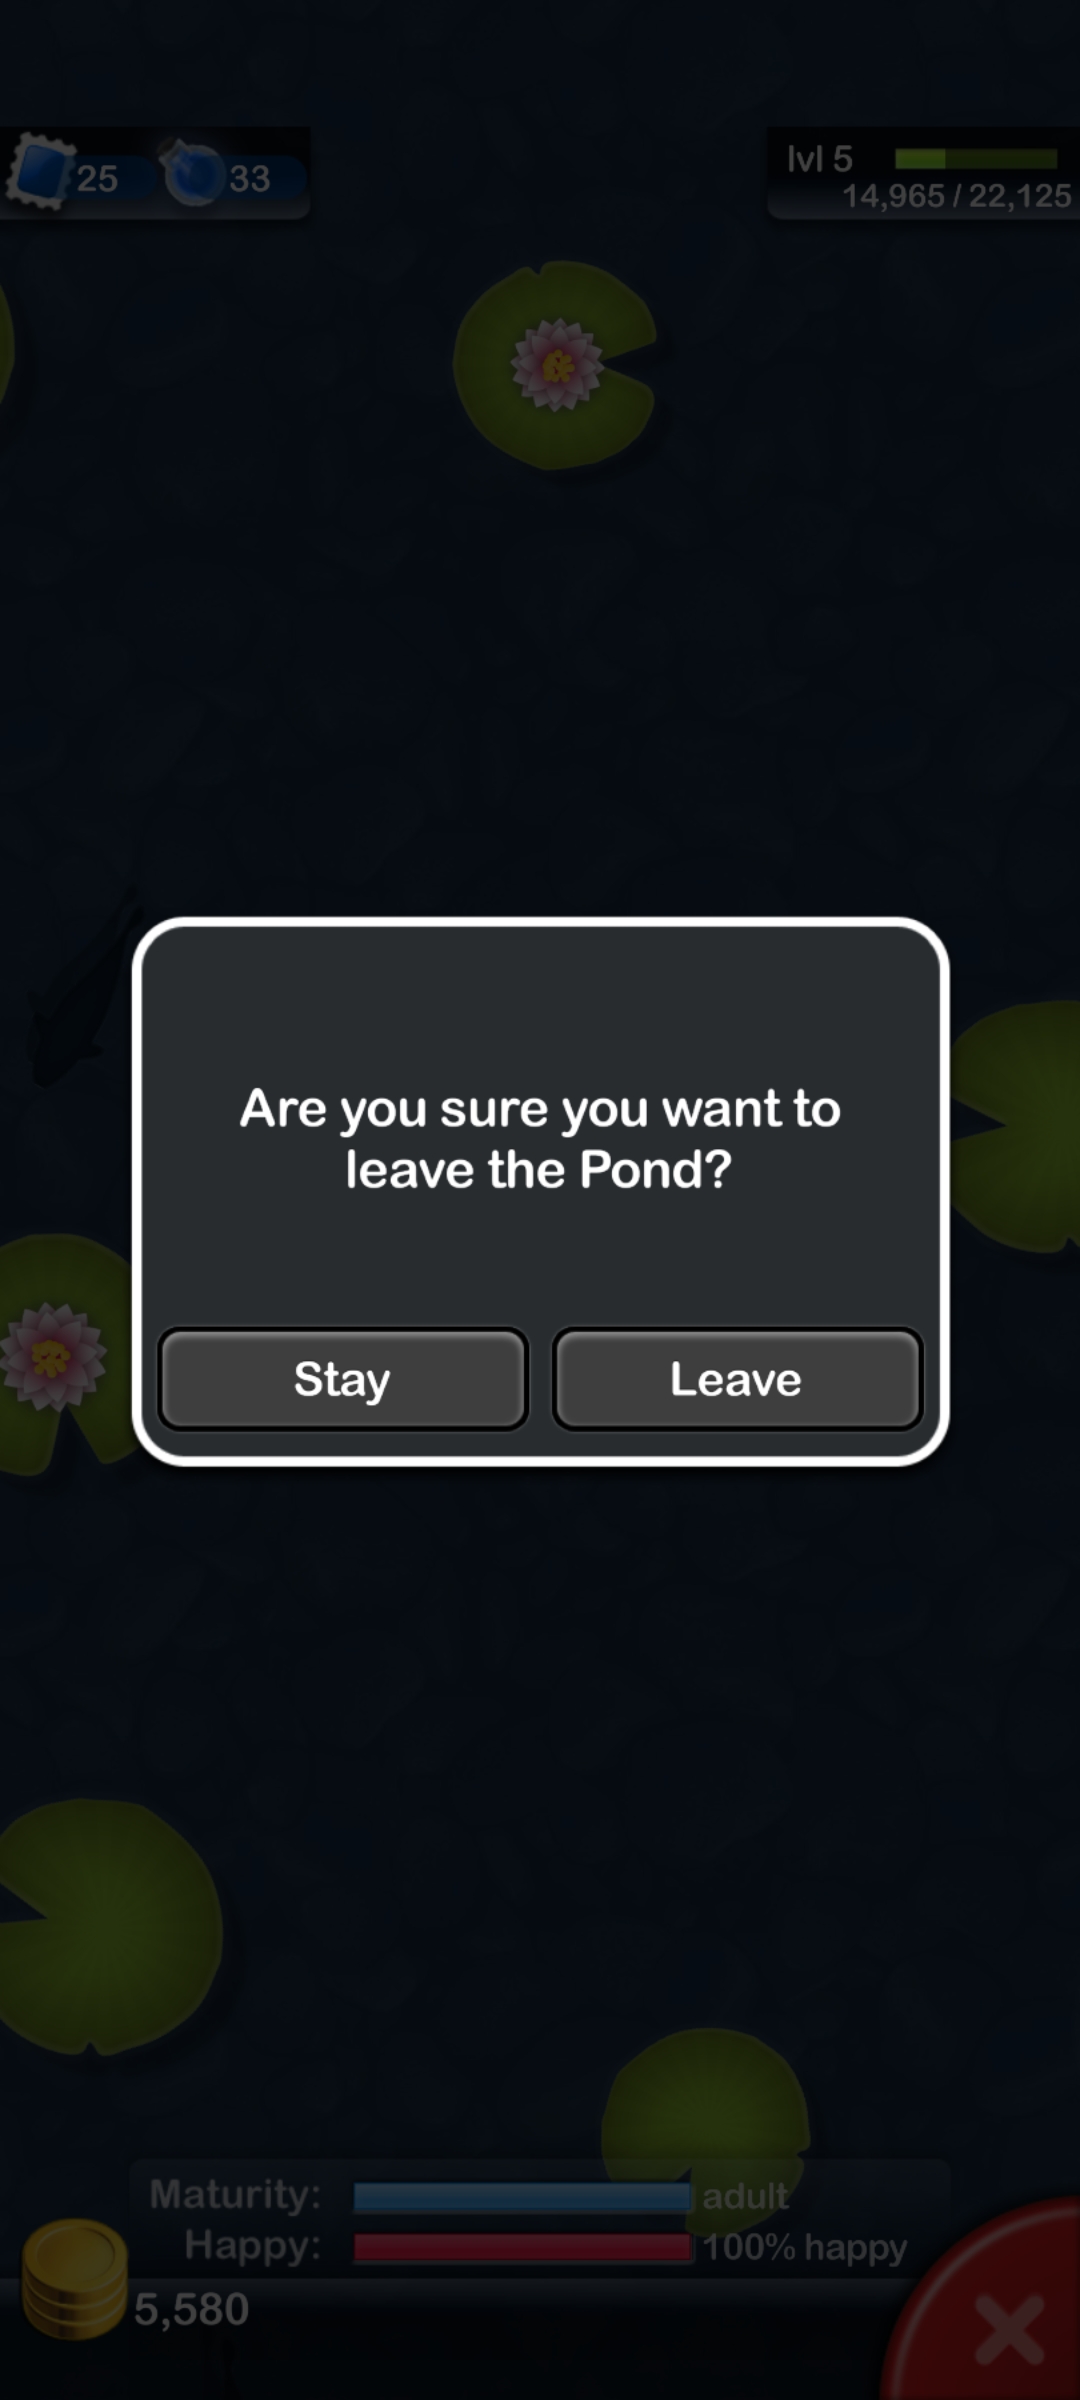 25 33
lvl 5
14,965 / 22,125
Are you sure you want to
leave the Pond?
Stay Leave
Maturity: adult
Happy: 100% happy
5,580